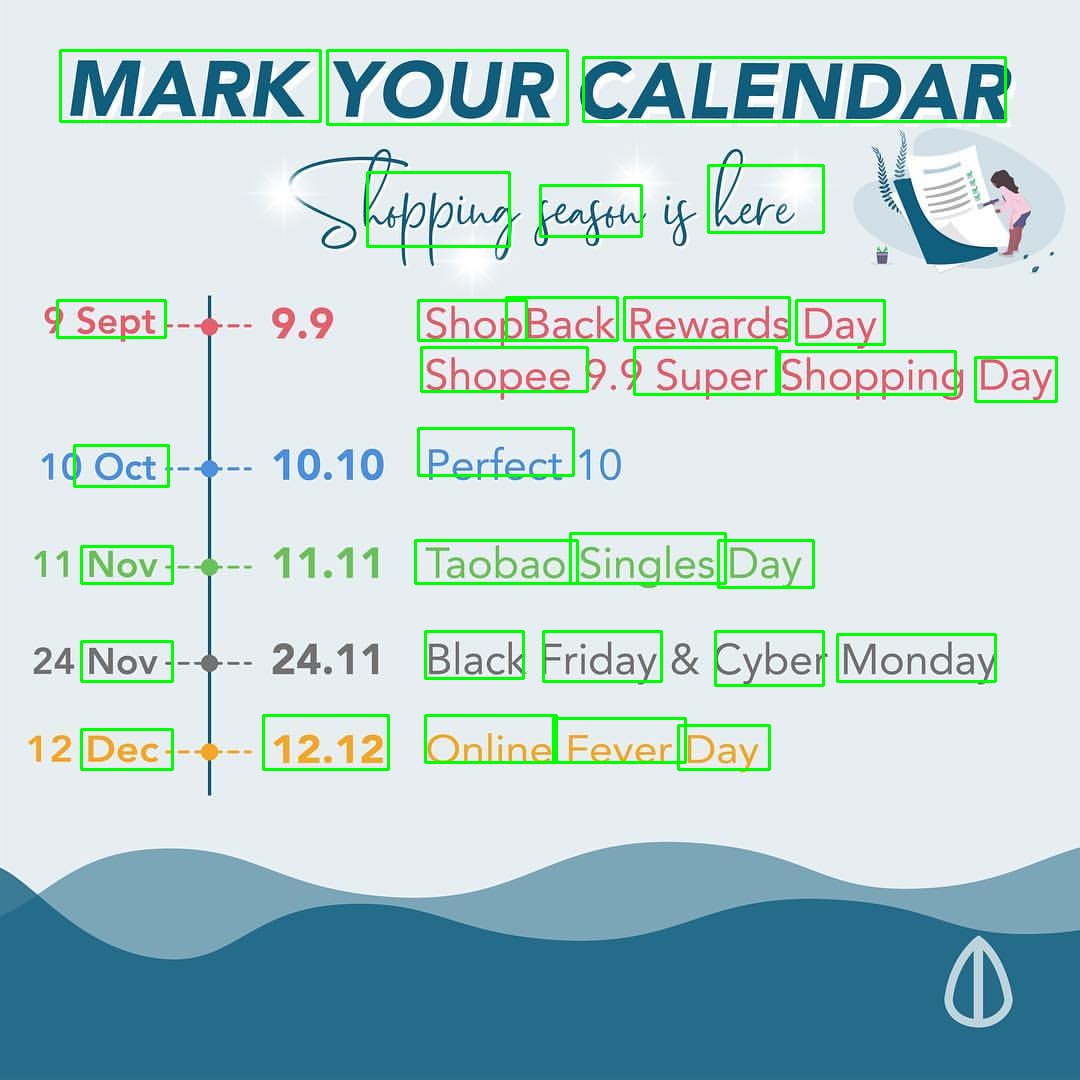 MARK YOUR CALENDAR
Shopping season is here
9 Sept 9.9 ShopBack Rewards Day
Shopee 9.9 Super Shopping Day
10 Oct 10.10 Perfect 10
11 Nov 11.11 Taobao Singles Day
24 Nov 24.11 Black Friday & Cyber Monday
12 Dec 12.12 Online Fever Day